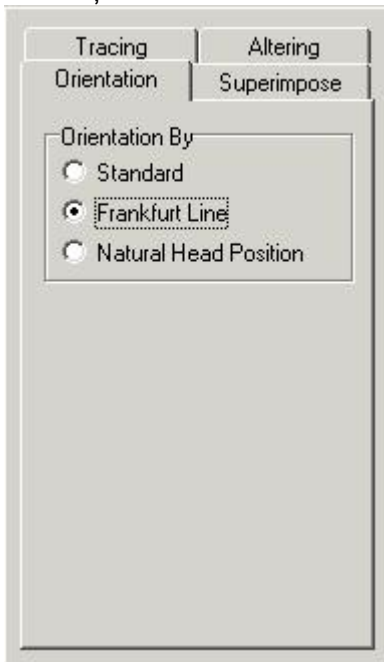 Tracing Altering
Orientation Superimpose
Orientation By
Standard
Frankfurt Line
Natural Head Position